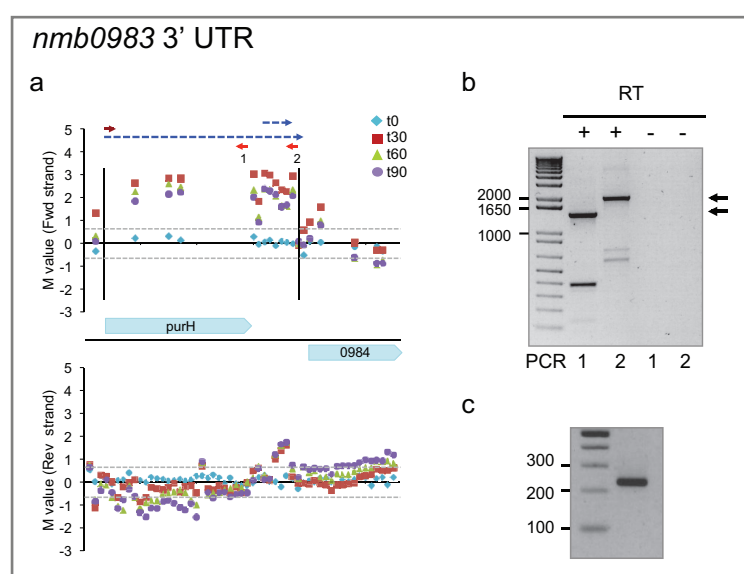 nmb0983 3' UTR
a
t0
t30
t60
t90
1 2
M value (Fwd strand)
5
4
3
2
1
0
-1
-2
-3
purH
0984
M value (Rev strand)
5
4
3
2
1
0
-1
-2
-3
b
RT
+ + - -
2000
1650
1000
PCR 1 2 1 2
c
300
200
100